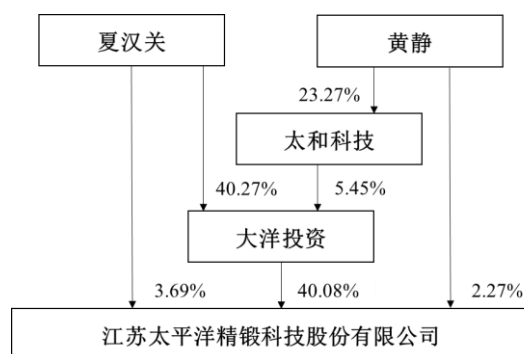 夏汉关
黄静
23.27%
太和科技
40.27%
5.45%
大洋投资
3.69%
40.08%
2.27%
江苏太平洋精锻科技股份有限公司